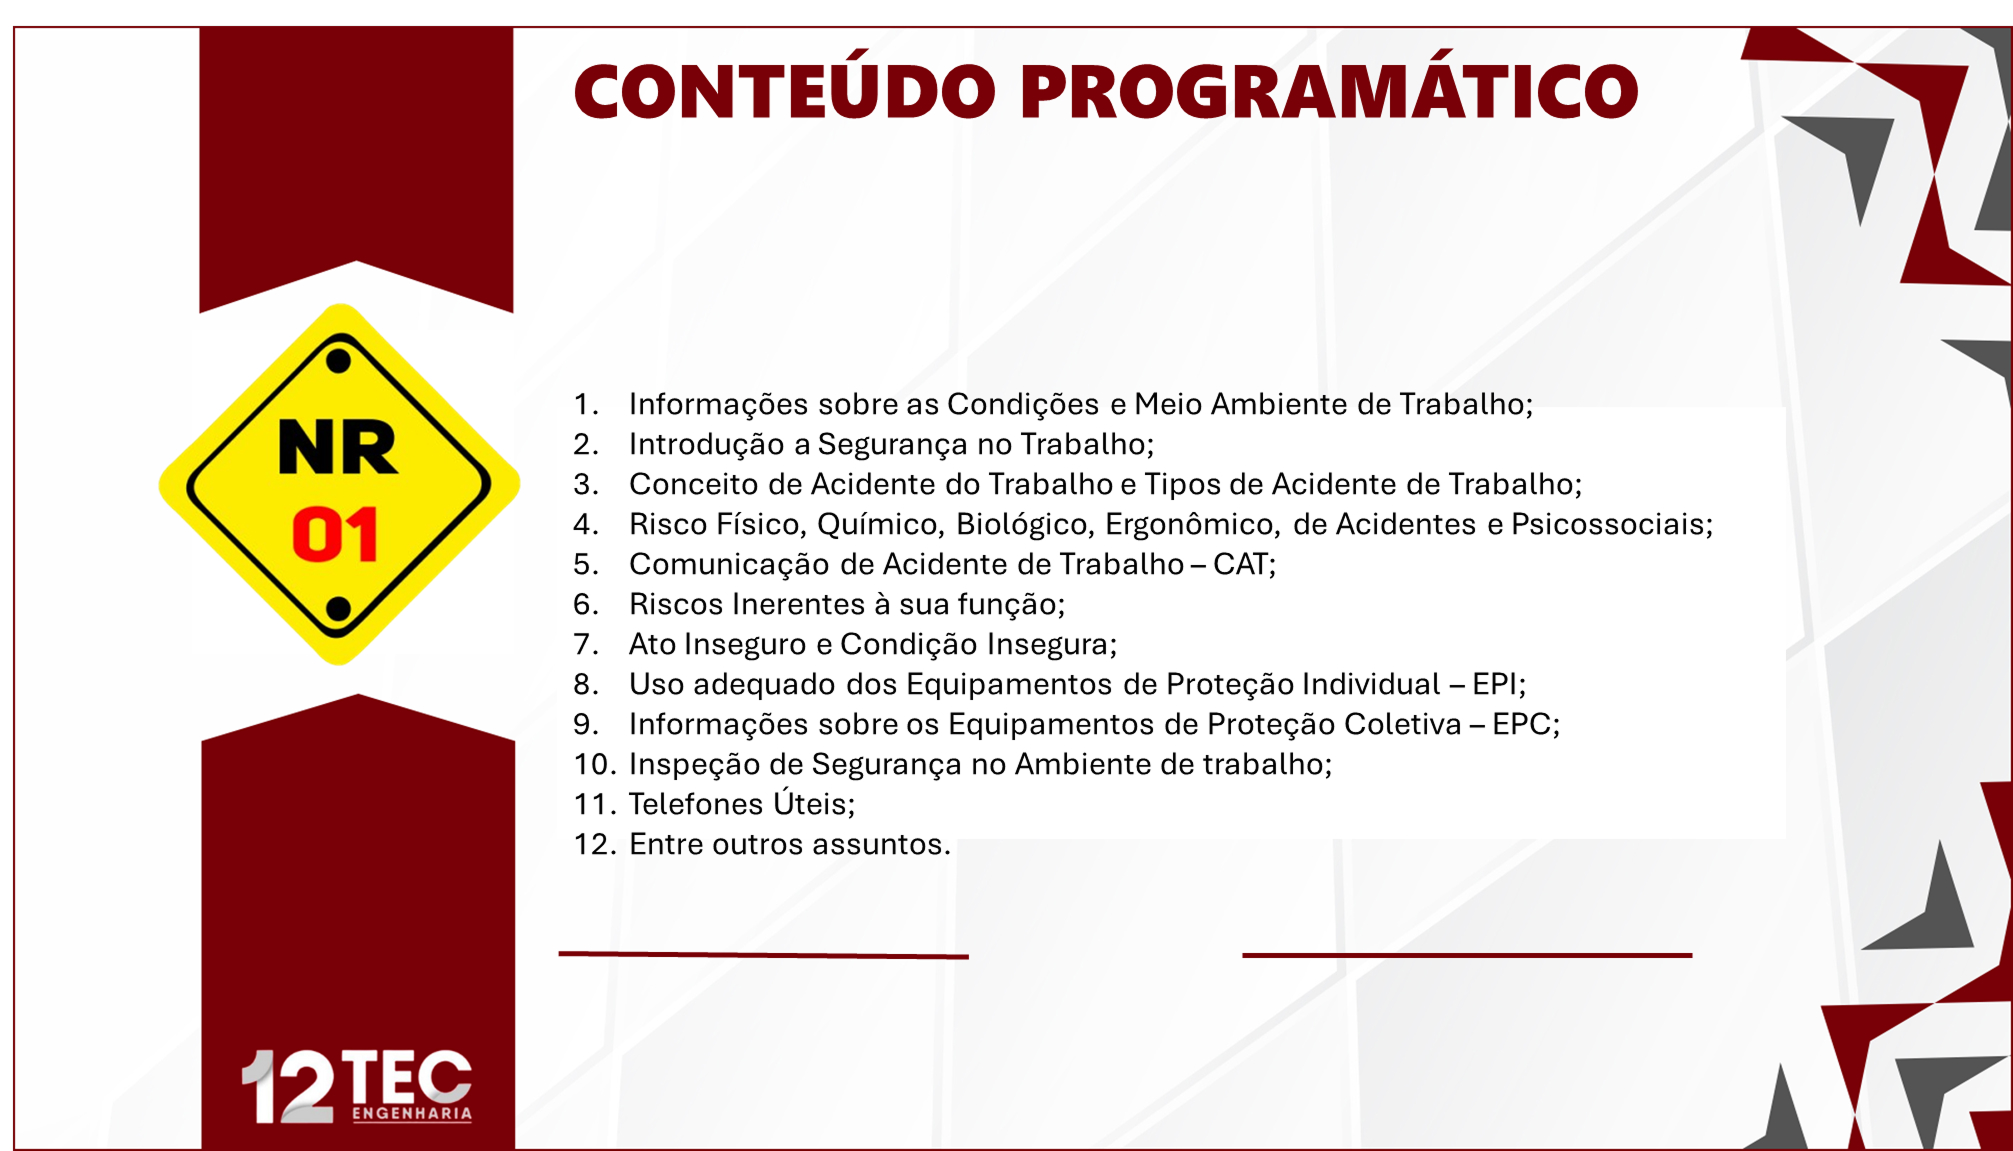 CONTEÚDO PROGRAMÁTICO
NR
01
1. Informações sobre as Condições e Meio Ambiente de Trabalho;
2. Introdução a Segurança no Trabalho;
3. Conceito de Acidente do Trabalho e Tipos de Acidente de Trabalho;
4. Risco Físico, Químico, Biológico, Ergonômico, de Acidentes e Psicossociais;
5. Comunicação de Acidente de Trabalho – CAT;
6. Riscos Inerentes à sua função;
7. Ato Inseguro e Condição Insegura;
8. Uso adequado dos Equipamentos de Proteção Individual – EPI;
9. Informações sobre os Equipamentos de Proteção Coletiva – EPC;
10. Inspeção de Segurança no Ambiente de trabalho;
11. Telefones Úteis;
12. Entre outros assuntos.
12TEC
ENGENHARIA